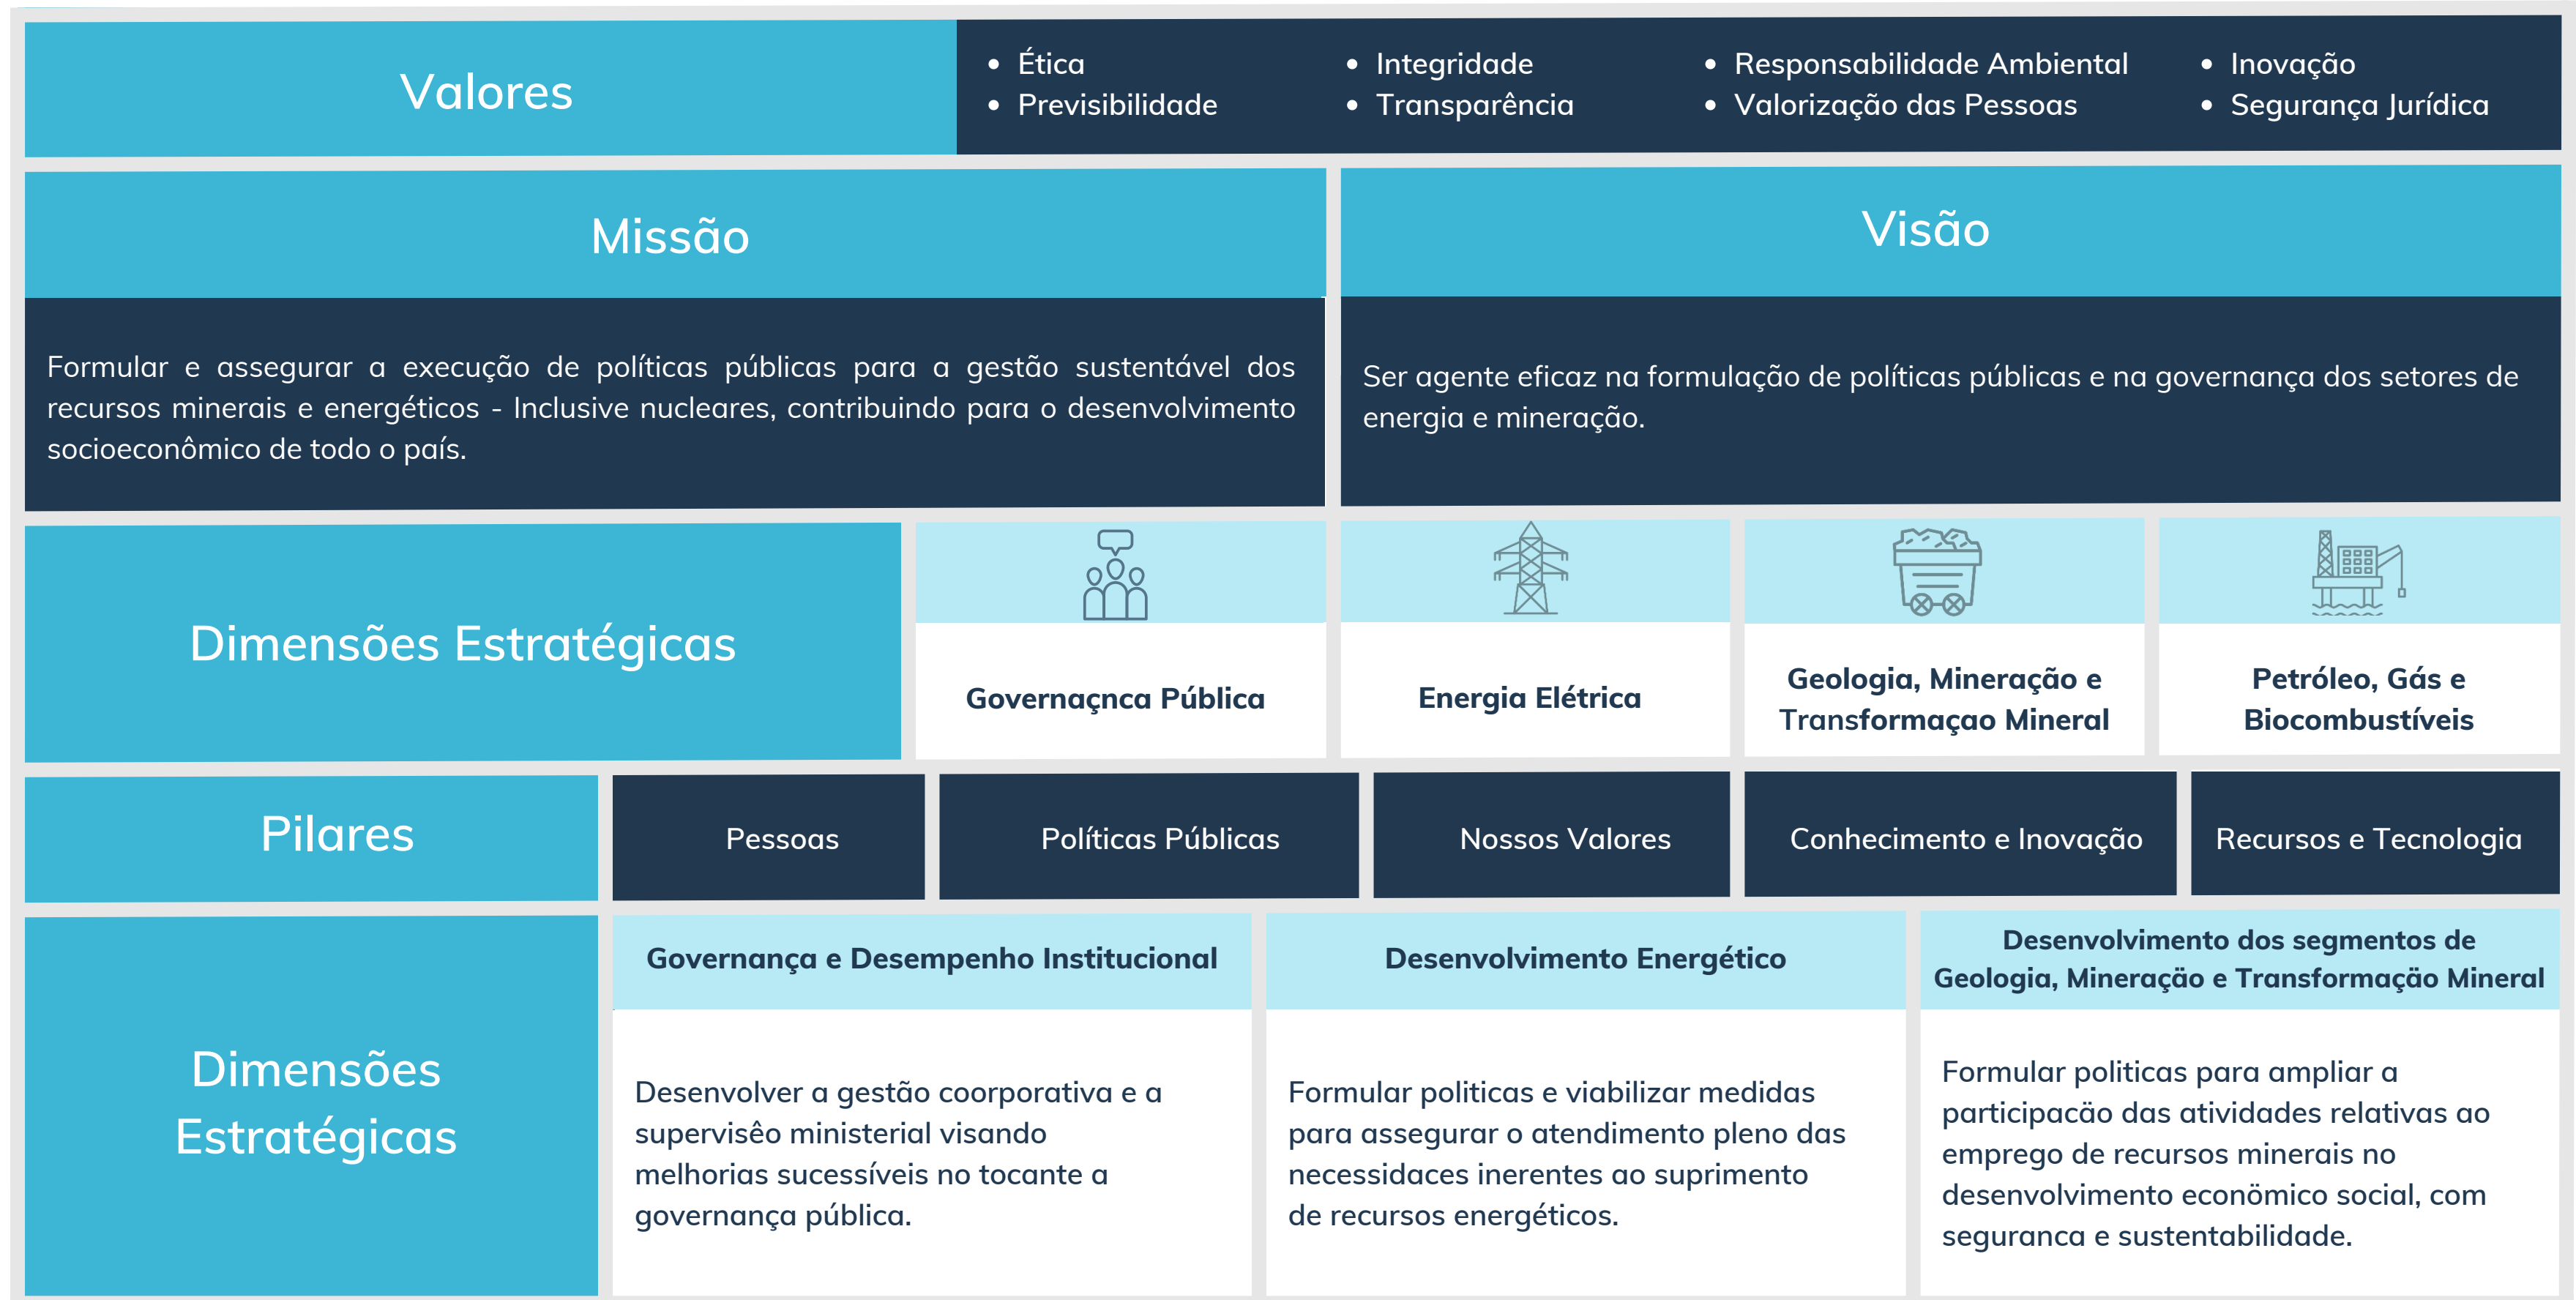 Valores
• Ética
• Previsibilidade
• Integridade
• Transparência
• Responsabilidade Ambiental
• Valorização das Pessoas
• Inovação
• Segurança Jurídica
Missão
Formular e assegurar a execução de políticas públicas para a gestão sustentável dos
recursos minerais e energéticos - Inclusive nucleares, contribuindo para o desenvolvimento
socioeconômico de todo o país.
Visão
Ser agente eficaz na formulação de políticas públicas e na governança dos setores de
energia e mineração.
Dimensões Estratégicas
Governaçnca Pública
Energia Elétrica
Geologia, Mineração e
Transformaçao Mineral
Petróleo, Gás e
Biocombustíveis
Pilares
Pessoas
Políticas Públicas
Nossos Valores
Conhecimento e Inovação
Recursos e Tecnologia
Dimensões
Estratégicas
Governança e Desempenho Institucional
Desenvolver a gestão coorporativa e a
supervisêo ministerial visando
melhorias sucessíveis no tocante a
governança pública.
Desenvolvimento Energético
Formular politicas e viabilizar medidas
para assegurar o atendimento pleno das
necessidaces inerentes ao suprimento
de recursos energéticos.
Desenvolvimento dos segmentos de
Geologia, Mineraçäo e Transformaçäo Mineral
Formular politicas para ampliar a
participacäo das atividades relativas ao
emprego de recursos minerais no
desenvolvimento econömico social, com
seguranca e sustentabilidade.